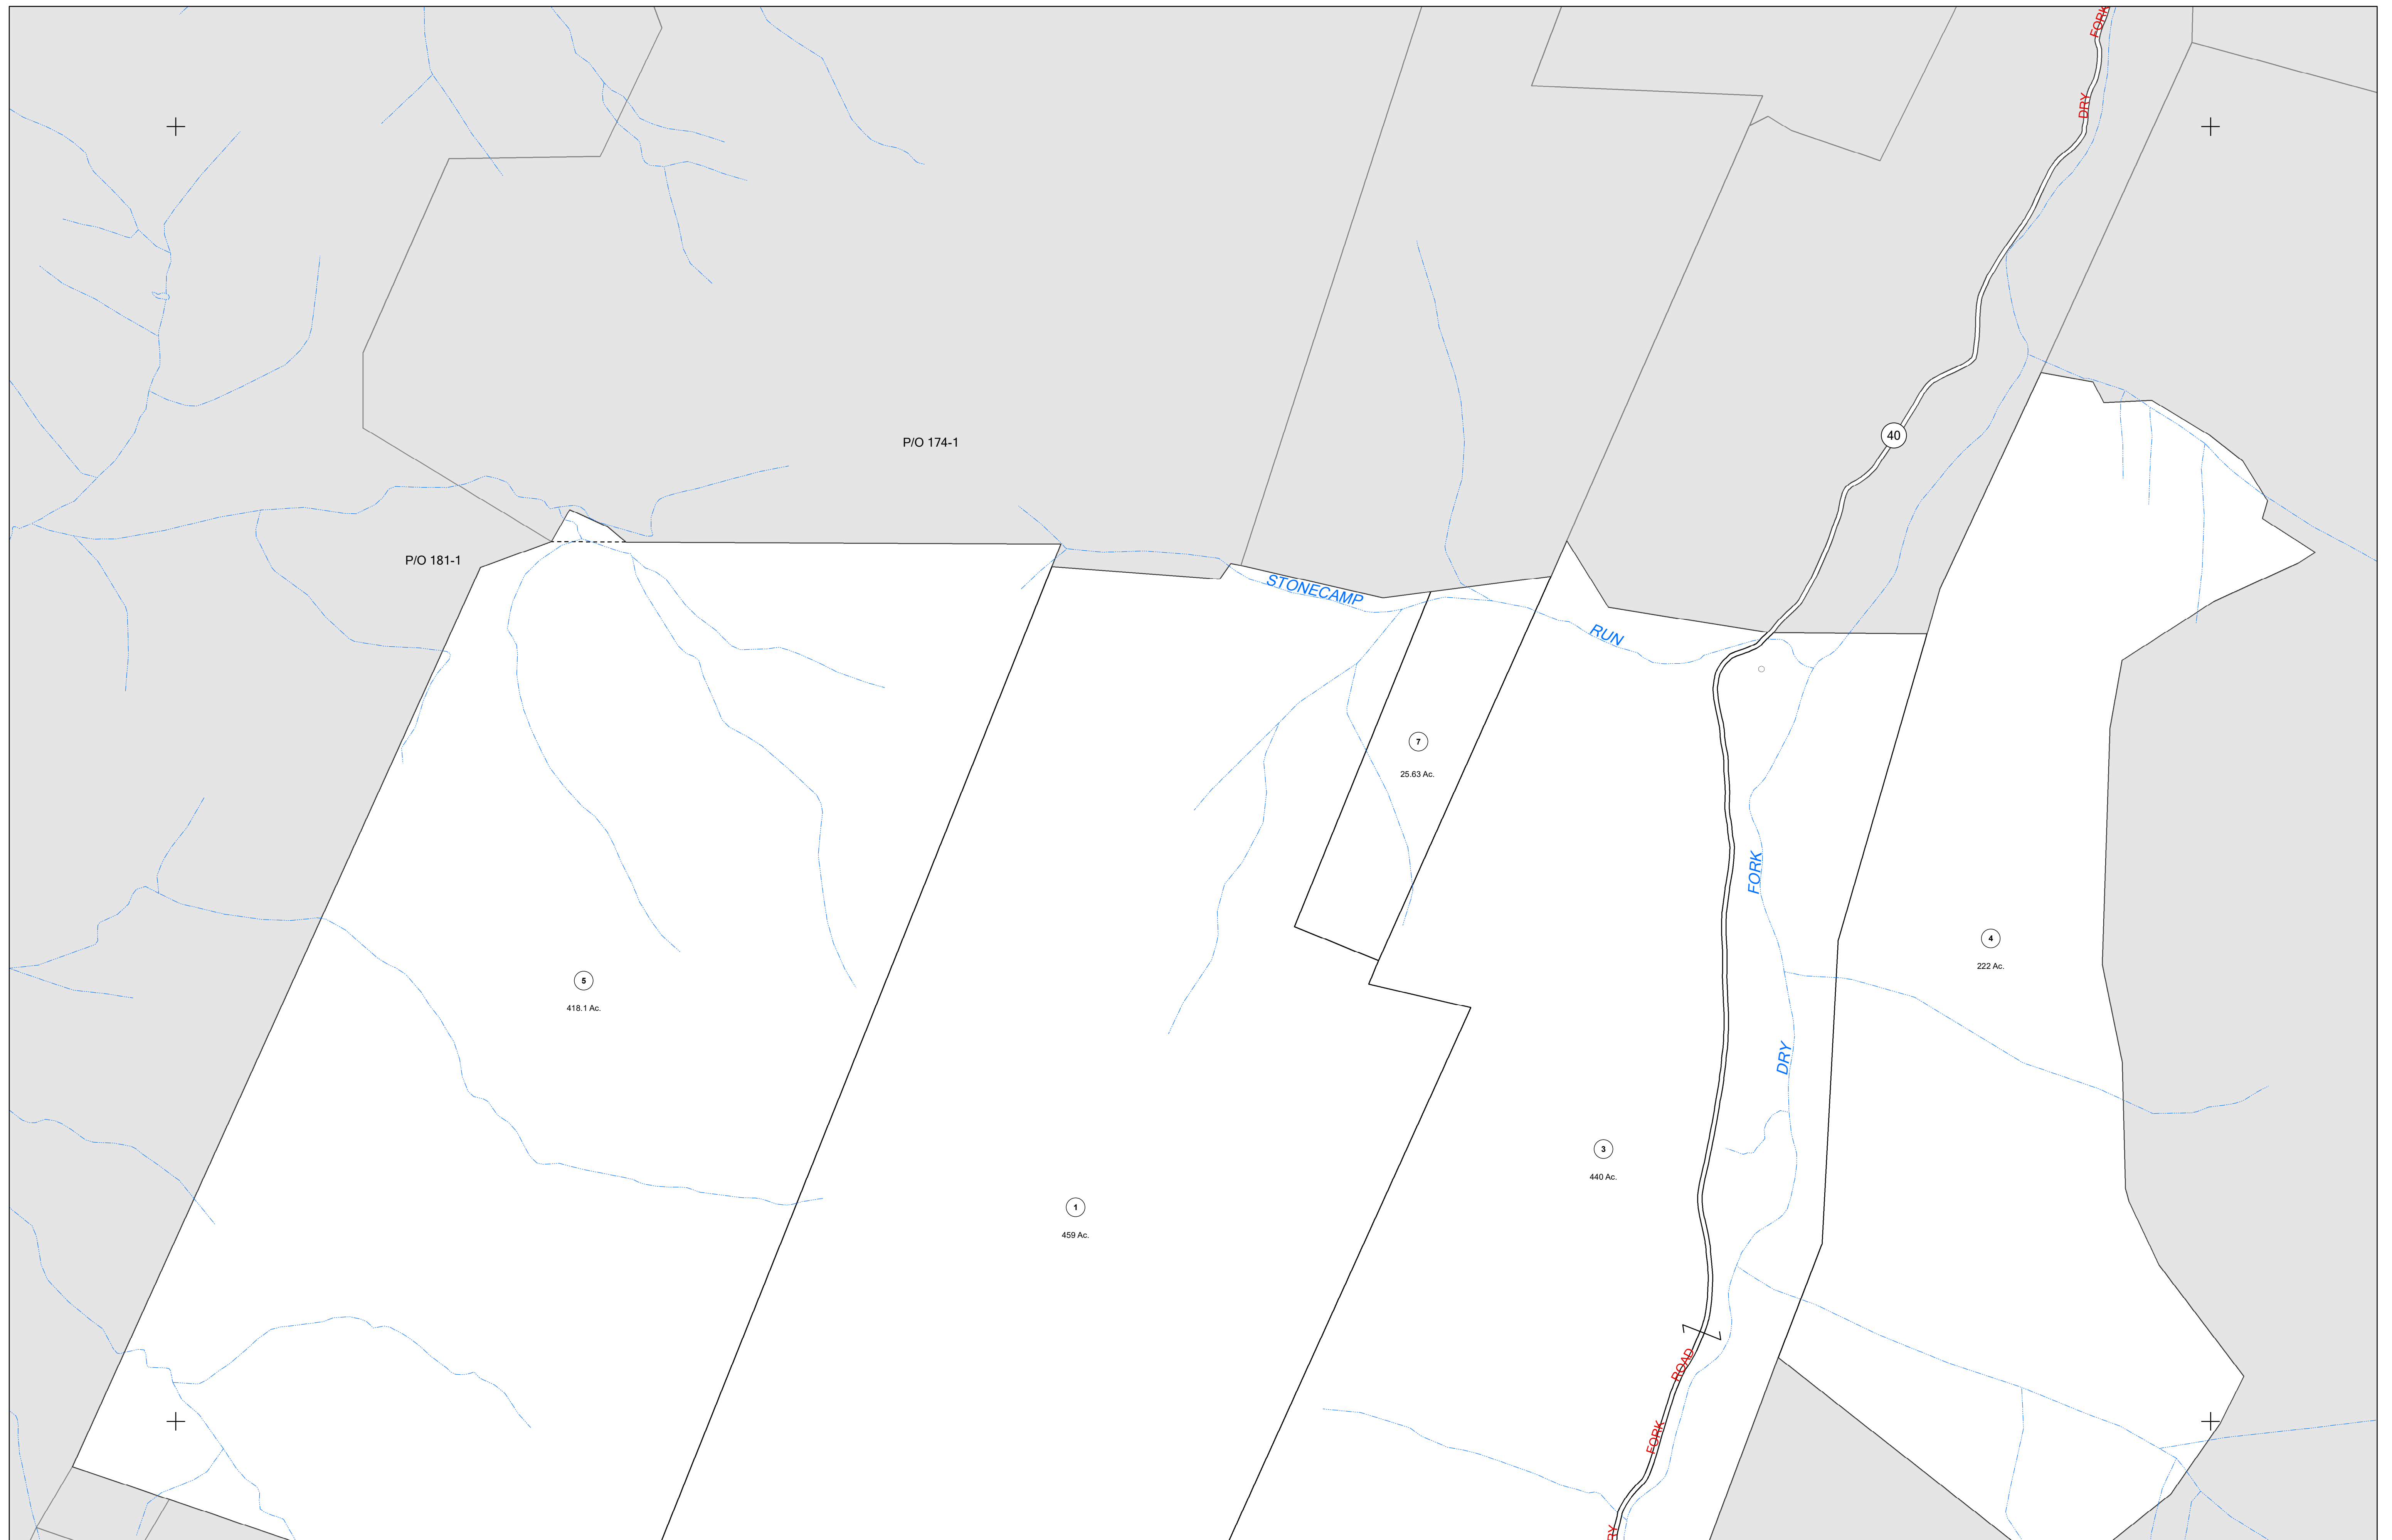 FORK
DRY
40
P/O 174-1
P/O 181-1
STONECAMP
RUN
7
25.63 Ac.
FORK
4
222 Ac.
5
418.1 Ac.
DRY
3
440 Ac.
1
459 Ac.
ROAD
FORK
RY